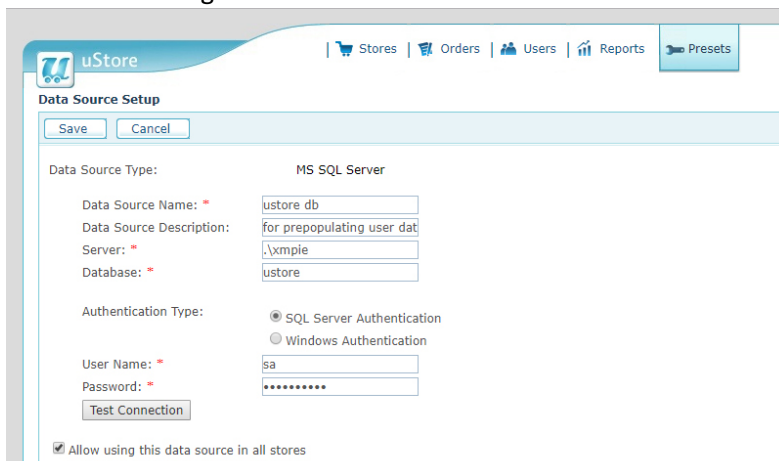 uStore
Stores | Orders | Users | Reports Presets
Data Source Setup
Save Cancel
Data Source Type: MS SQL Server
Data Source Name: * ustore db
Data Source Description: for prepopulating user dat
Server: * .\xmpie
Database: * ustore
Authentication Type: SQL Server Authentication
Windows Authentication
User Name: * sa
Password: * ••••••••••
Test Connection
Allow using this data source in all stores